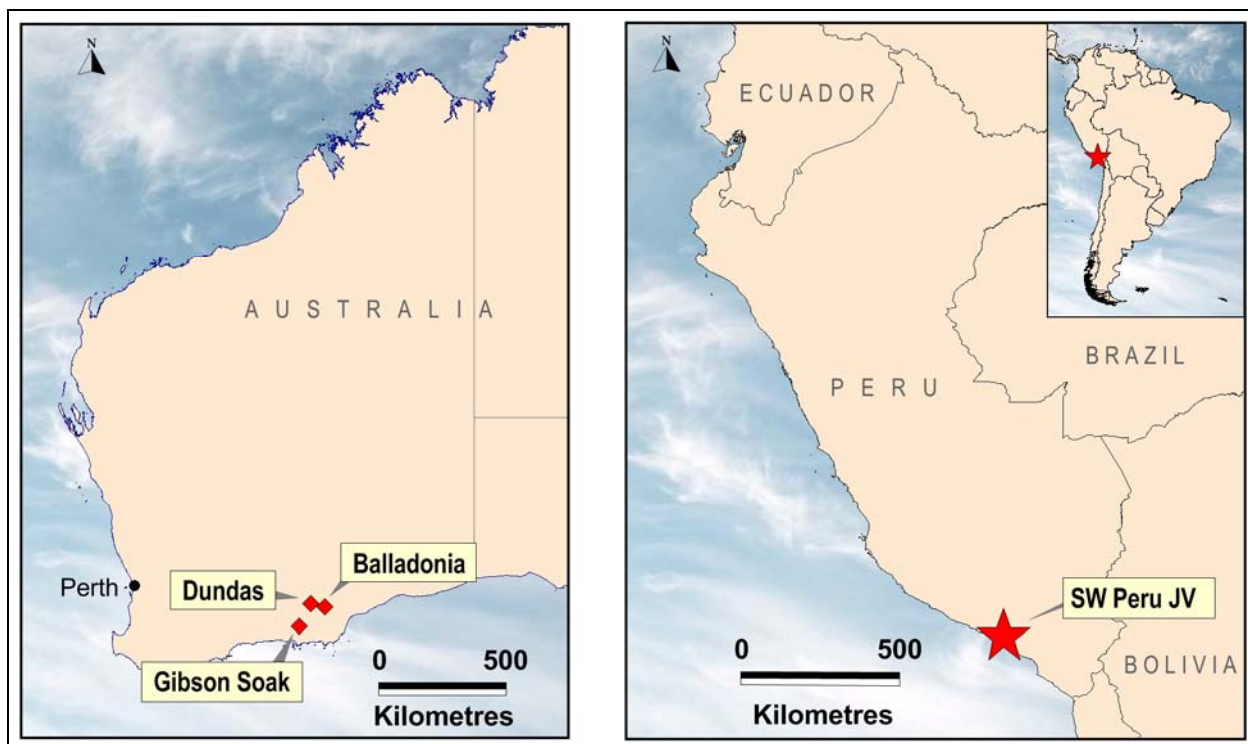 N
AUSTRALIA
Perth
Balladonia
Dundas
Gibson Soak
0 500
Kilometres
N
ECUADOR
BRAZIL
PERU
SW Peru JV
BOLIVIA
0 500
Kilometres